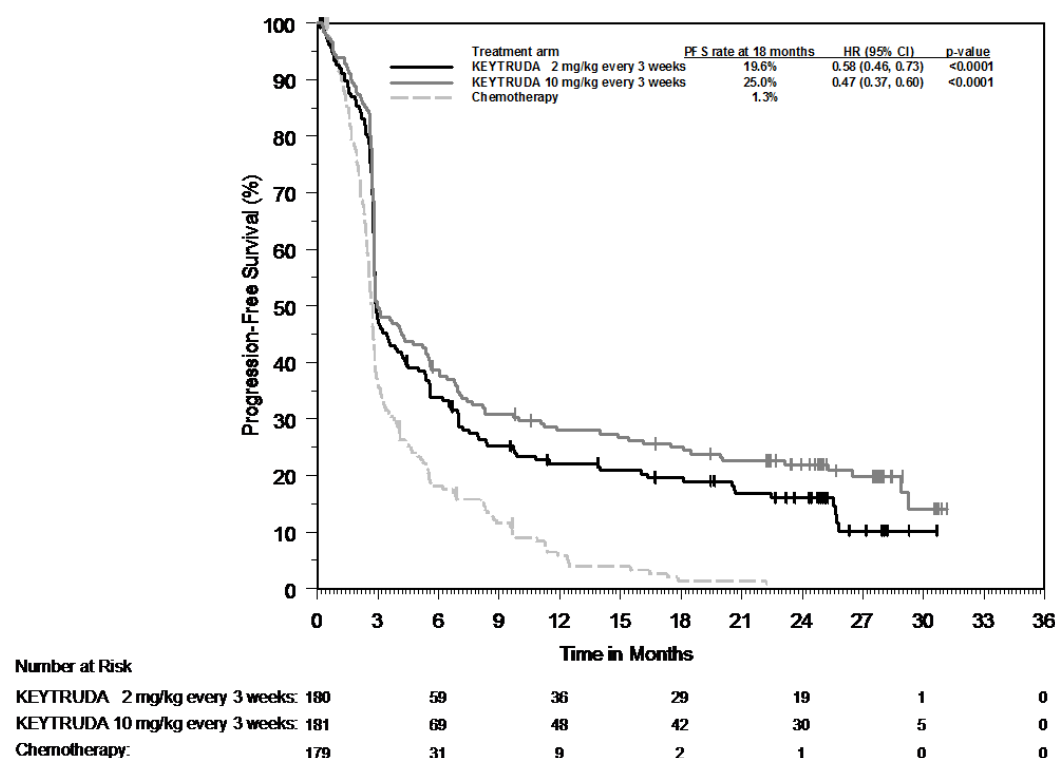 Treatment arm PFS rate at 18 months HR (95% CI) p-value
KEYTRUDA 2 mg/kg every 3 weeks 19.6% 0.58 (0.46, 0.73) <0.0001
KEYTRUDA 10 mg/kg every 3 weeks 25.0% 0.47 (0.37, 0.60) <0.0001
Chemotherapy 1.3%
Progression-Free Survival (%)
100
90
80
70
60
50
40
30
20
10
0
0 3 6 9 12 15 18 21 24 27 30 33 36
Time in Months
Number at Risk
KEYTRUDA 2 mg/kg every 3 weeks: 180 59 36 29 19 1 0
KEYTRUDA 10 mg/kg every 3 weeks: 181 69 48 42 30 5 0
Chemotherapy: 179 31 9 2 1 0 0